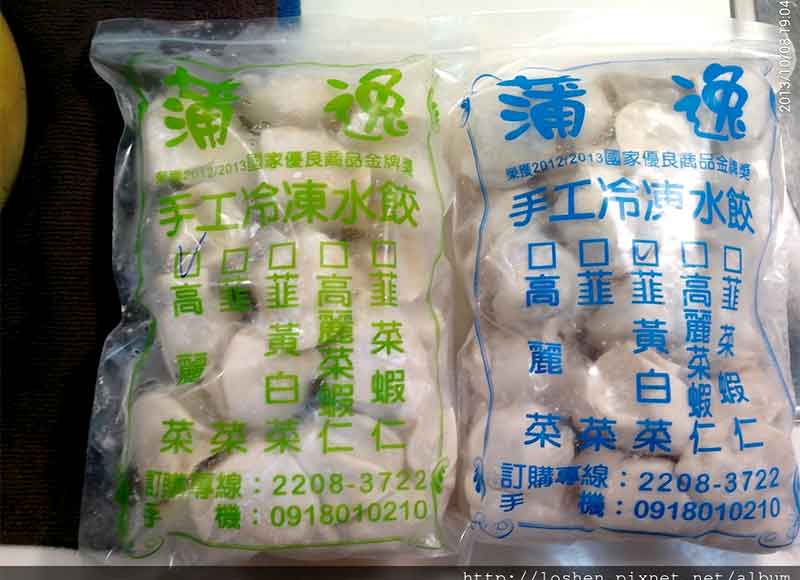 蒲逸
榮獲2012/2013國家優良商品金牌獎
手工冷凍水餃
☑高麗菜
☐韭菜
☐韭黃白菜
☐高麗菜蝦仁
☐韭菜蝦仁
訂購專線：2208-3722
手機：0918010210
蒲逸
榮獲2012/2013國家優良商品金牌獎
手工冷凍水餃
☐高麗菜
☐韭菜
☑韭黃白菜
☐高麗菜蝦仁
☐韭菜蝦仁
訂購專線：2208-3722
手機：0918010210
2013/10/08 19:04
http://loshen.pixnet.net/album